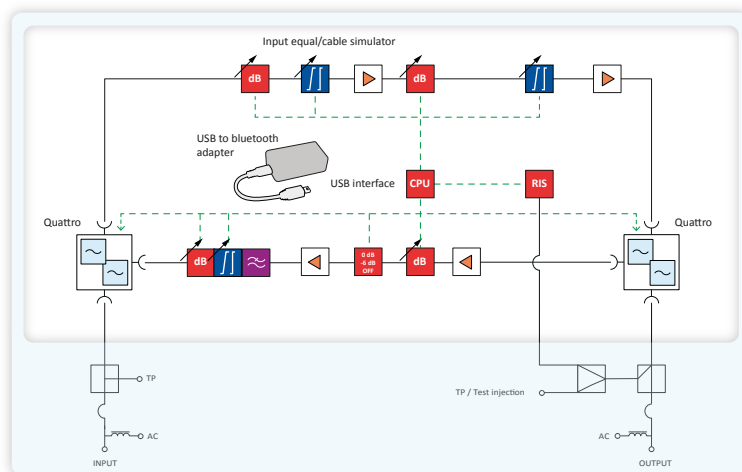 Input equal/cable simulator
dB
dB
USB to bluetooth
adapter
USB interface
CPU
RIS
Quattro
Quattro
dB
0 dB
-6 dB
OFF
dB
TP
TP / Test injection
AC
AC
INPUT
OUTPUT